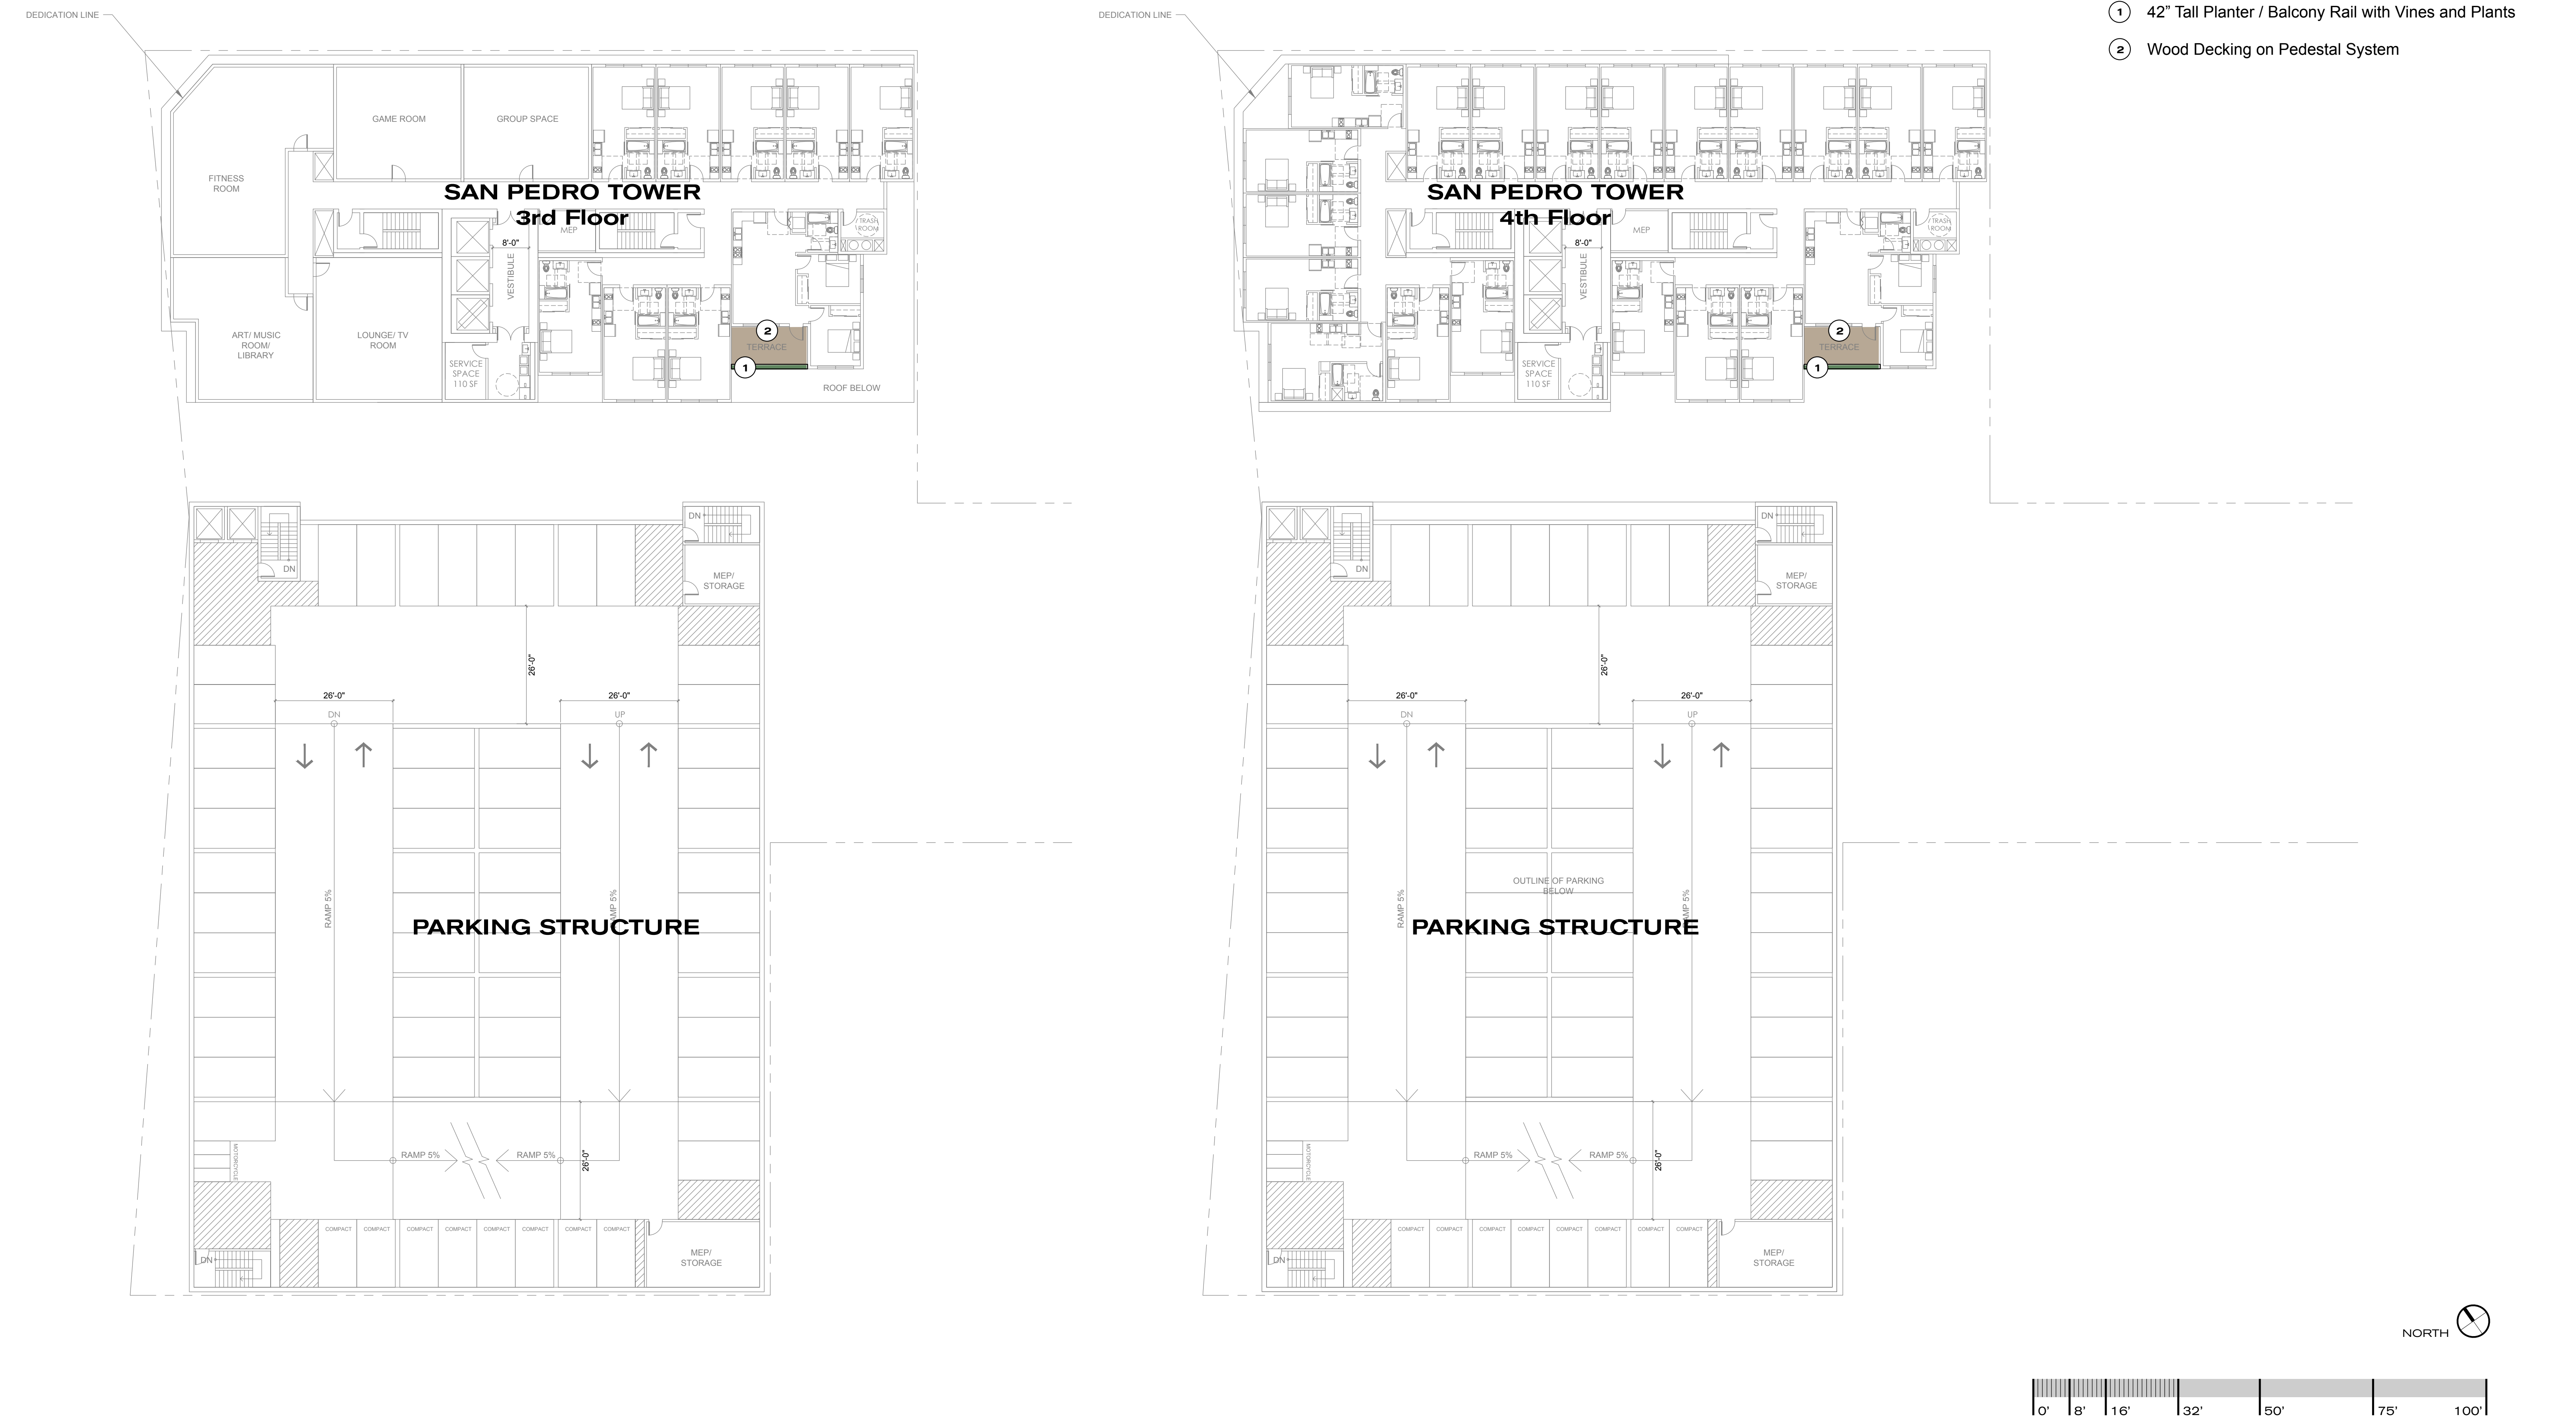 DEDICATION LINE
GAME ROOM
GROUP SPACE
FITNESS
ROOM
SAN PEDRO TOWER
3rd Floor
MEP
TRASH
ROOM
8'-0"
VESTIBULE
ART/ MUSIC
ROOM/
LIBRARY
LOUNGE/ TV
ROOM
SERVICE
SPACE
110 SF
2
TERRACE
1
ROOF BELOW
DN
DN
MEP/
STORAGE
26'-0"
26'-0"
26'-0"
DN
UP
RAMP 5%
RAMP 5%
PARKING STRUCTURE
RAMP 5%
RAMP 5%
26'-0"
MOTORCYCLE
COMPACT
COMPACT
COMPACT
COMPACT
COMPACT
COMPACT
COMPACT
COMPACT
DN
MEP/
STORAGE
DEDICATION LINE
SAN PEDRO TOWER
4th Floor
MEP
TRASH
ROOM
8'-0"
VESTIBULE
SERVICE
SPACE
110 SF
2
TERRACE
1
DN
DN
MEP/
STORAGE
26'-0"
26'-0"
26'-0"
DN
UP
OUTLINE OF PARKING
BELOW
RAMP 5%
RAMP 5%
PARKING STRUCTURE
RAMP 5%
RAMP 5%
26'-0"
MOTORCYCLE
COMPACT
COMPACT
COMPACT
COMPACT
COMPACT
COMPACT
COMPACT
COMPACT
DN
MEP/
STORAGE
1 42” Tall Planter / Balcony Rail with Vines and Plants
2 Wood Decking on Pedestal System
NORTH
0' 8' 16' 32' 50' 75' 100'